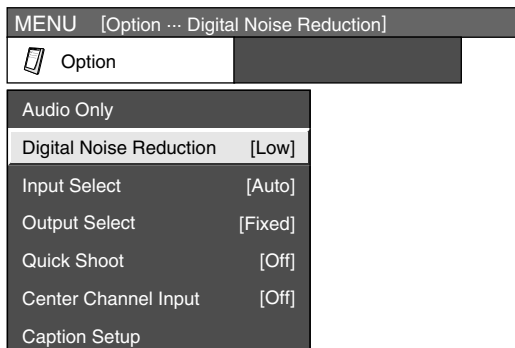 MENU [Option ··· Digital Noise Reduction]
Option
Audio Only
Digital Noise Reduction [Low]
Input Select [Auto]
Output Select [Fixed]
Quick Shoot [Off]
Center Channel Input [Off]
Caption Setup